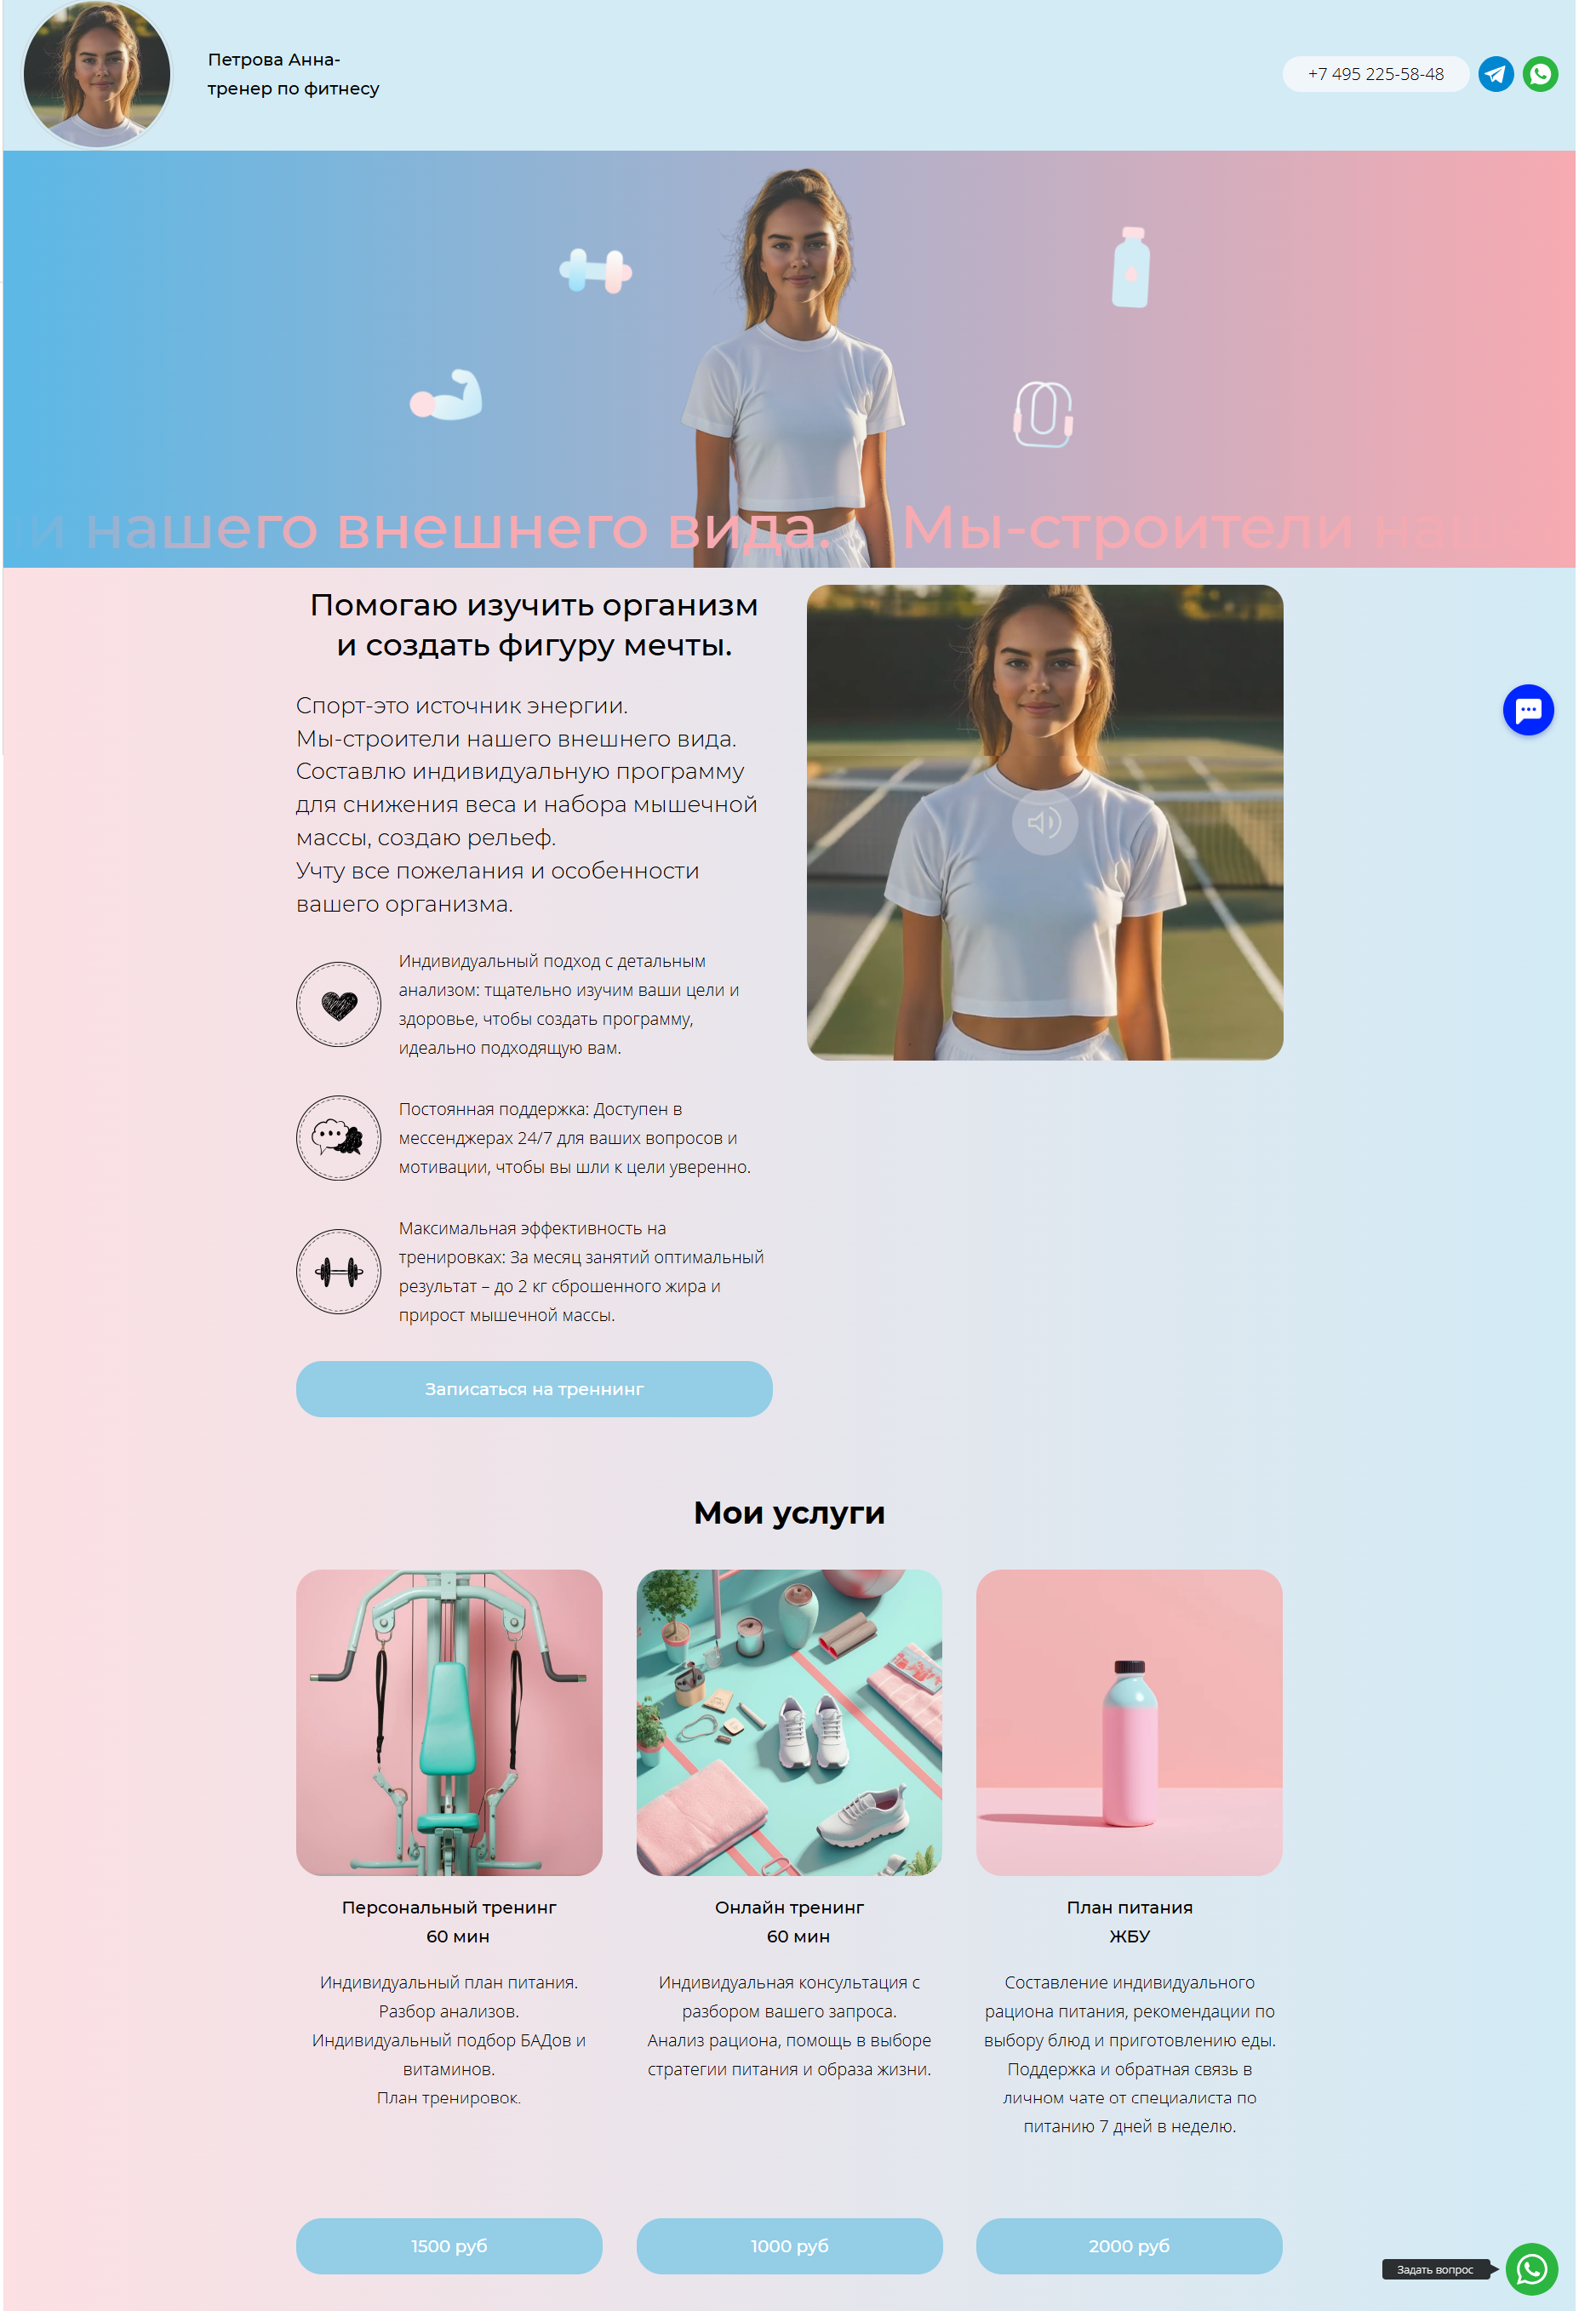 Петрова Анна-
тренер по фитнесу
+7 495 225-58-48
нашего внешнего вида. Мы-строители наш
Помогаю изучить организм
и создать фигуру мечты.
Спорт-это источник энергии.
Мы-строители нашего внешнего вида.
Составлю индивидуальную программу
для снижения веса и набора мышечной
массы, создаю рельеф.
Учту все пожелания и особенности
вашего организма.
Индивидуальный подход с детальным
анализом: тщательно изучим ваши цели и
здоровье, чтобы создать программу,
идеально подходящую вам.
Постоянная поддержка: Доступен в
мессенджерах 24/7 для ваших вопросов и
мотивации, чтобы вы шли к цели уверенно.
Максимальная эффективность на
тренировках: За месяц занятий оптимальный
результат – до 2 кг сброшенного жира и
прирост мышечной массы.
Записаться на треннинг
Мои услуги
Персональный тренинг
60 мин
Индивидуальный план питания.
Разбор анализов.
Индивидуальный подбор БАДов и
витаминов.
План тренировок.
1500 руб
Онлайн тренинг
60 мин
Индивидуальная консультация с
разбором вашего запроса.
Анализ рациона, помощь в выборе
стратегии питания и образа жизни.
1000 руб
План питания
ЖБУ
Составление индивидуального
рациона питания, рекомендации по
выбору блюд и приготовлению еды.
Поддержка и обратная связь в
личном чате от специалиста по
питанию 7 дней в неделю.
2000 руб
Задать вопрос